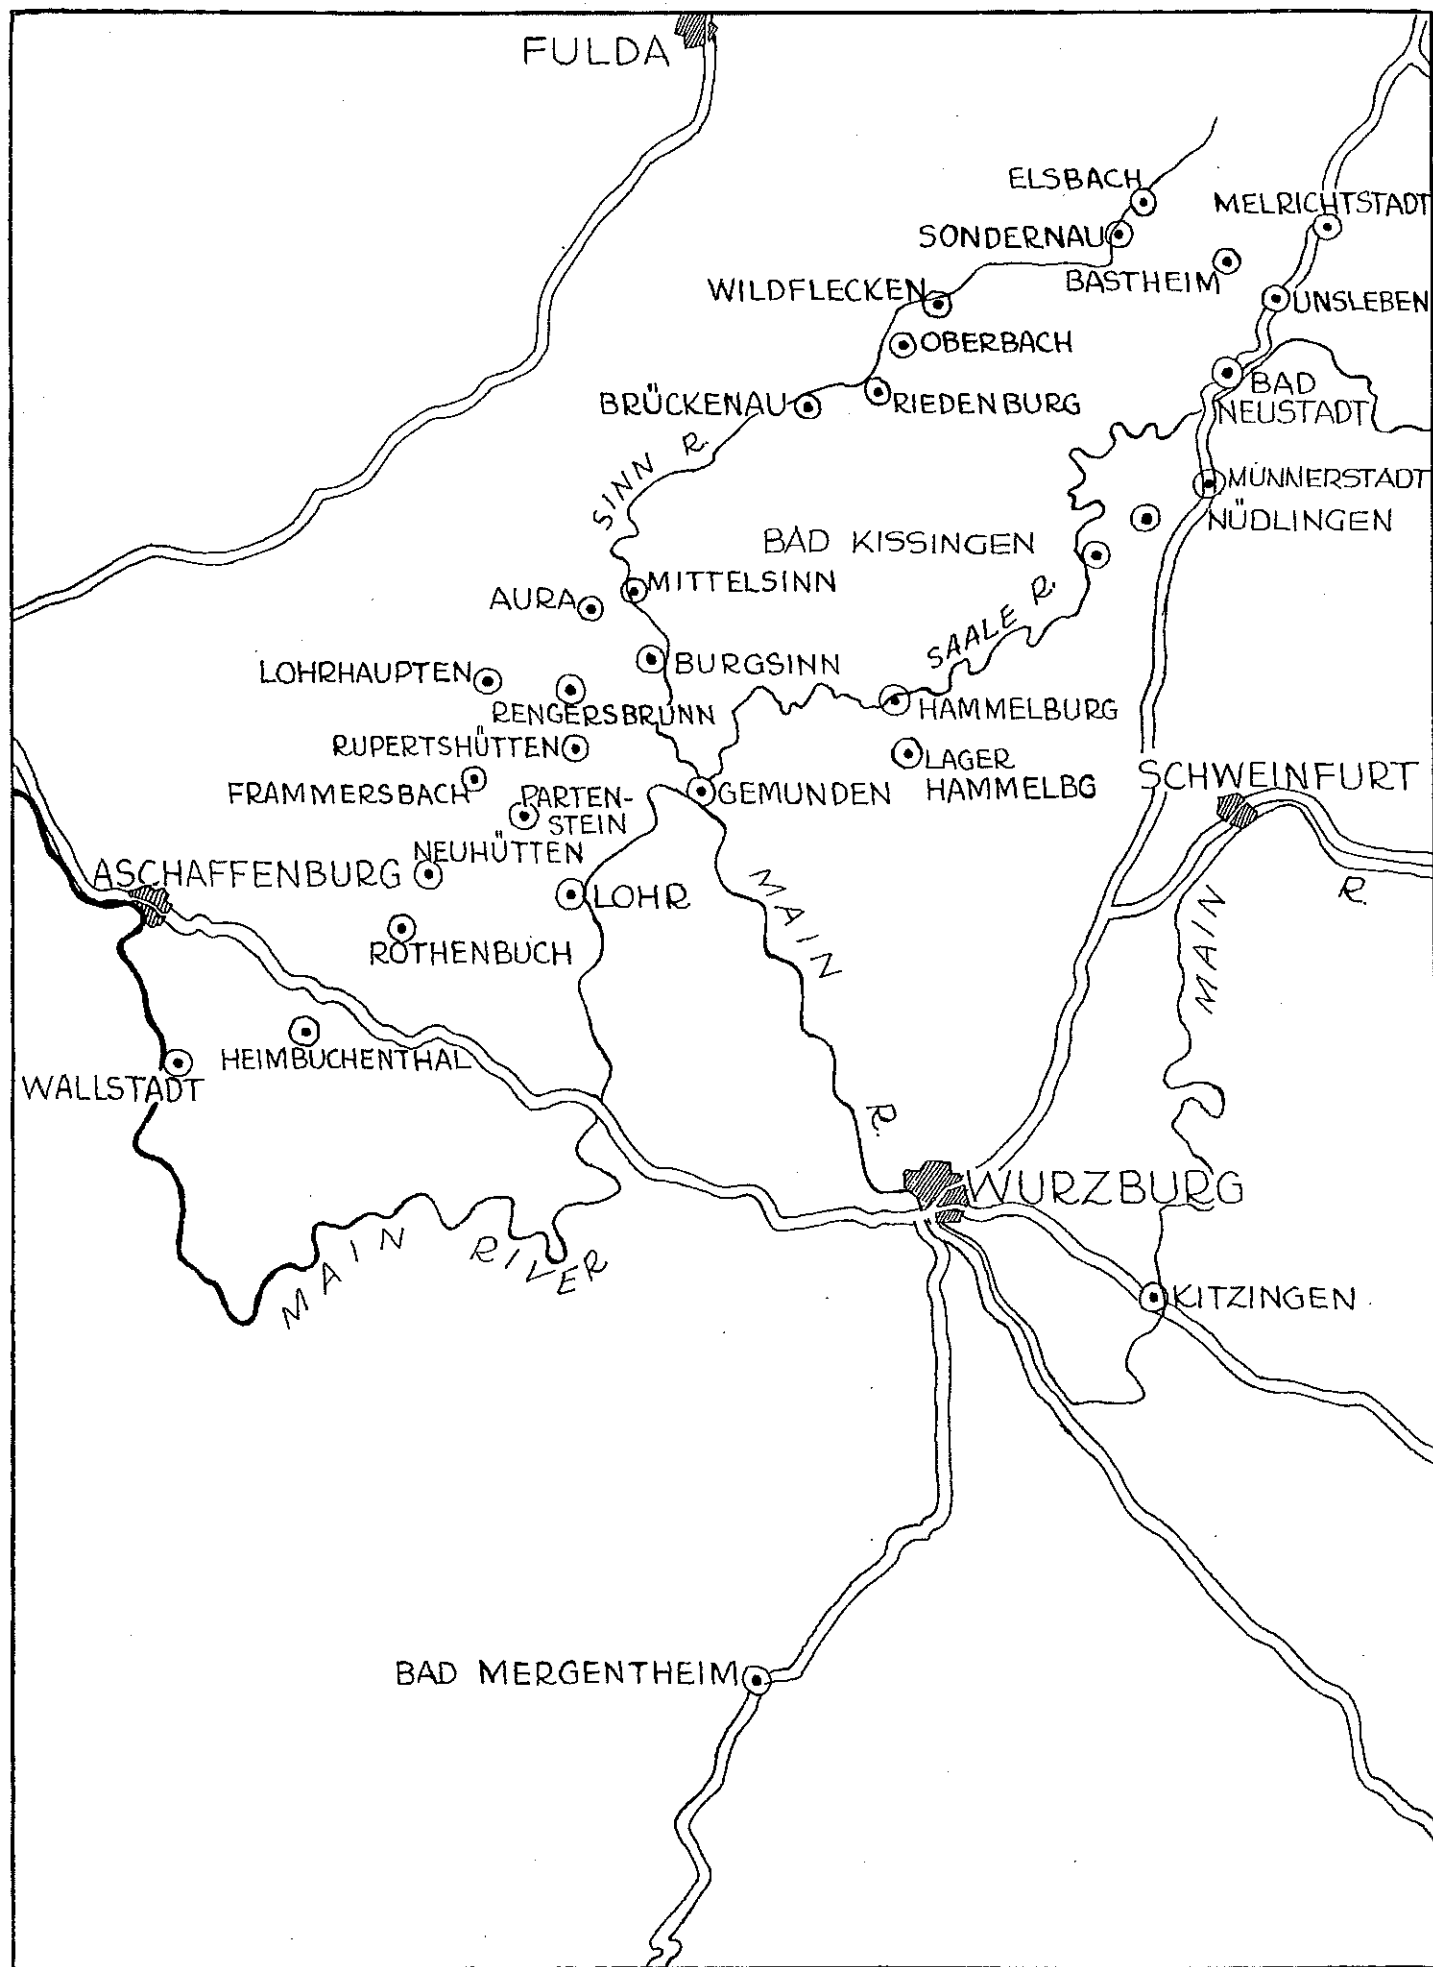 FULDA
ELSBACH
MELRICHTSTADT
SONDERNAU
BASTHEIM
WILDFLECKEN
UNSLEBEN
OBERBACH
BAD
NEUSTADT
BRÜCKENAU
RIEDENBURG
SINN R.
MÜNNERSTADT
NÜDLINGEN
BAD KISSINGEN
MITTELSINN
AURA
SAALE R.
BURGSINN
LOHRHAUPTEN
RENGERSBRUNN
HAMMELBURG
RUPERTSHÜTTEN
LAGER
HAMMELBG
SCHWEINFURT
FRAMMERSBACH
PARTEN-
STEIN
GEMUNDEN
NEUHÜTTEN
ASCHAFFENBURG
LOHR
MAIN R.
MAIN R.
ROTHENBUCH
HEIMBUCHENTHAL
WALLSTADT
WURZBURG
MAIN RIVER
KITZINGEN
BAD MERGENTHEIM